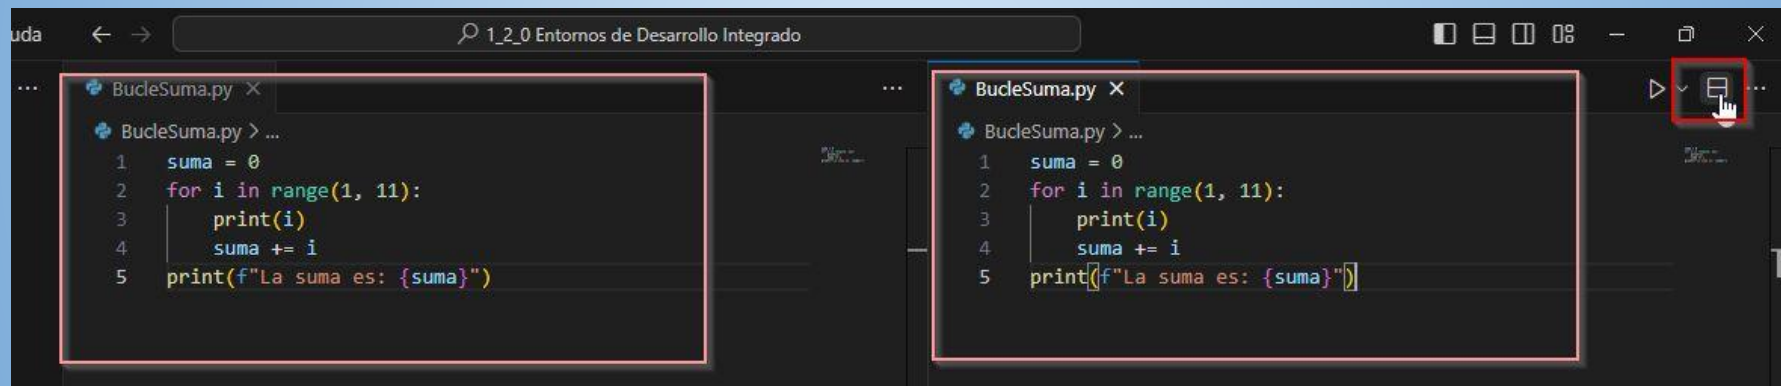 uda
1_2_0 Entornos de Desarrollo Integrado
BucleSuma.py
BucleSuma.py > ...
1 suma = 0
2 for i in range(1, 11):
3     print(i)
4     suma += i
5 print(f"La suma es: {suma}")
BucleSuma.py
BucleSuma.py > ...
1 suma = 0
2 for i in range(1, 11):
3     print(i)
4     suma += i
5 print(f"La suma es: {suma}")